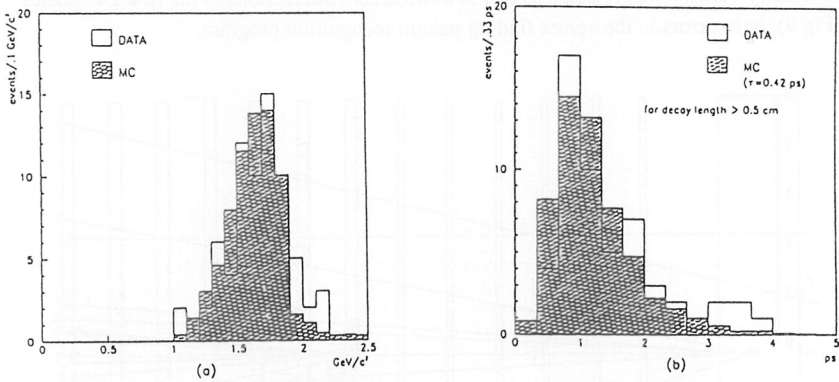 20
15
10
5
0
events/.1 GeV/c²
DATA
MC
0
0.5
1
1.5
2
2.5
GeV/c²
(a)
20
10
0
events/.33 ps
DATA
MC
(τ=0.42 ps)
for decay length > 0.5 cm
0
1
2
3
4
5
ps
(b)